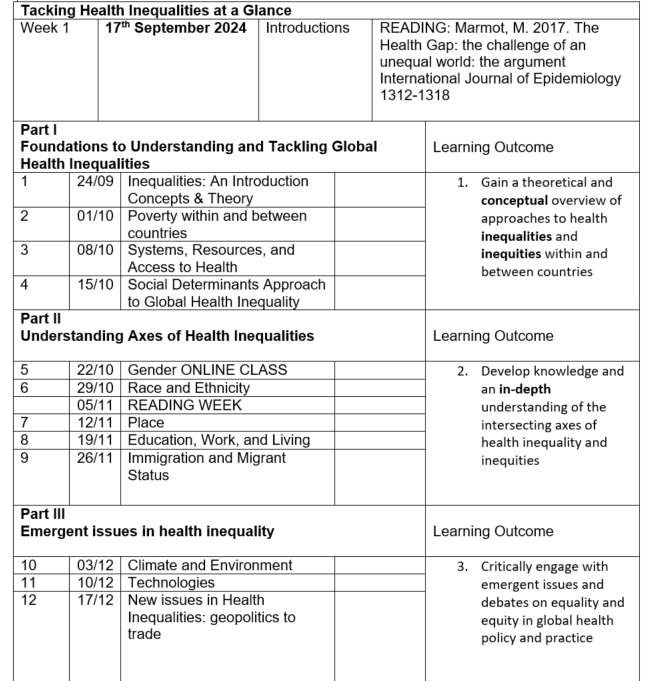 Tacking Health Inequalities at a Glance
Week 1 17th September 2024 Introductions READING: Marmot, M. 2017. The
Health Gap: the challenge of an
unequal world: the argument
International Journal of Epidemiology
1312-1318
Part I
Foundations to Understanding and Tackling Global
Health Inequalities
Learning Outcome
1 24/09 Inequalities: An Introduction
Concepts & Theory
2 01/10 Poverty within and between
countries
3 08/10 Systems, Resources, and
Access to Health
4 15/10 Social Determinants Approach
to Global Health Inequality
1. Gain a theoretical and
conceptual overview of
approaches to health
inequalities and
inequities within and
between countries
Part II
Understanding Axes of Health Inequalities
Learning Outcome
5 22/10 Gender ONLINE CLASS
6 29/10 Race and Ethnicity
05/11 READING WEEK
7 12/11 Place
8 19/11 Education, Work, and Living
9 26/11 Immigration and Migrant
Status
2. Develop knowledge and
an in-depth
understanding of the
intersecting axes of
health inequality and
inequities
Part III
Emergent issues in health inequality
Learning Outcome
10 03/12 Climate and Environment
11 10/12 Technologies
12 17/12 New issues in Health
Inequalities: geopolitics to
trade
3. Critically engage with
emergent issues and
debates on equality and
equity in global health
policy and practice